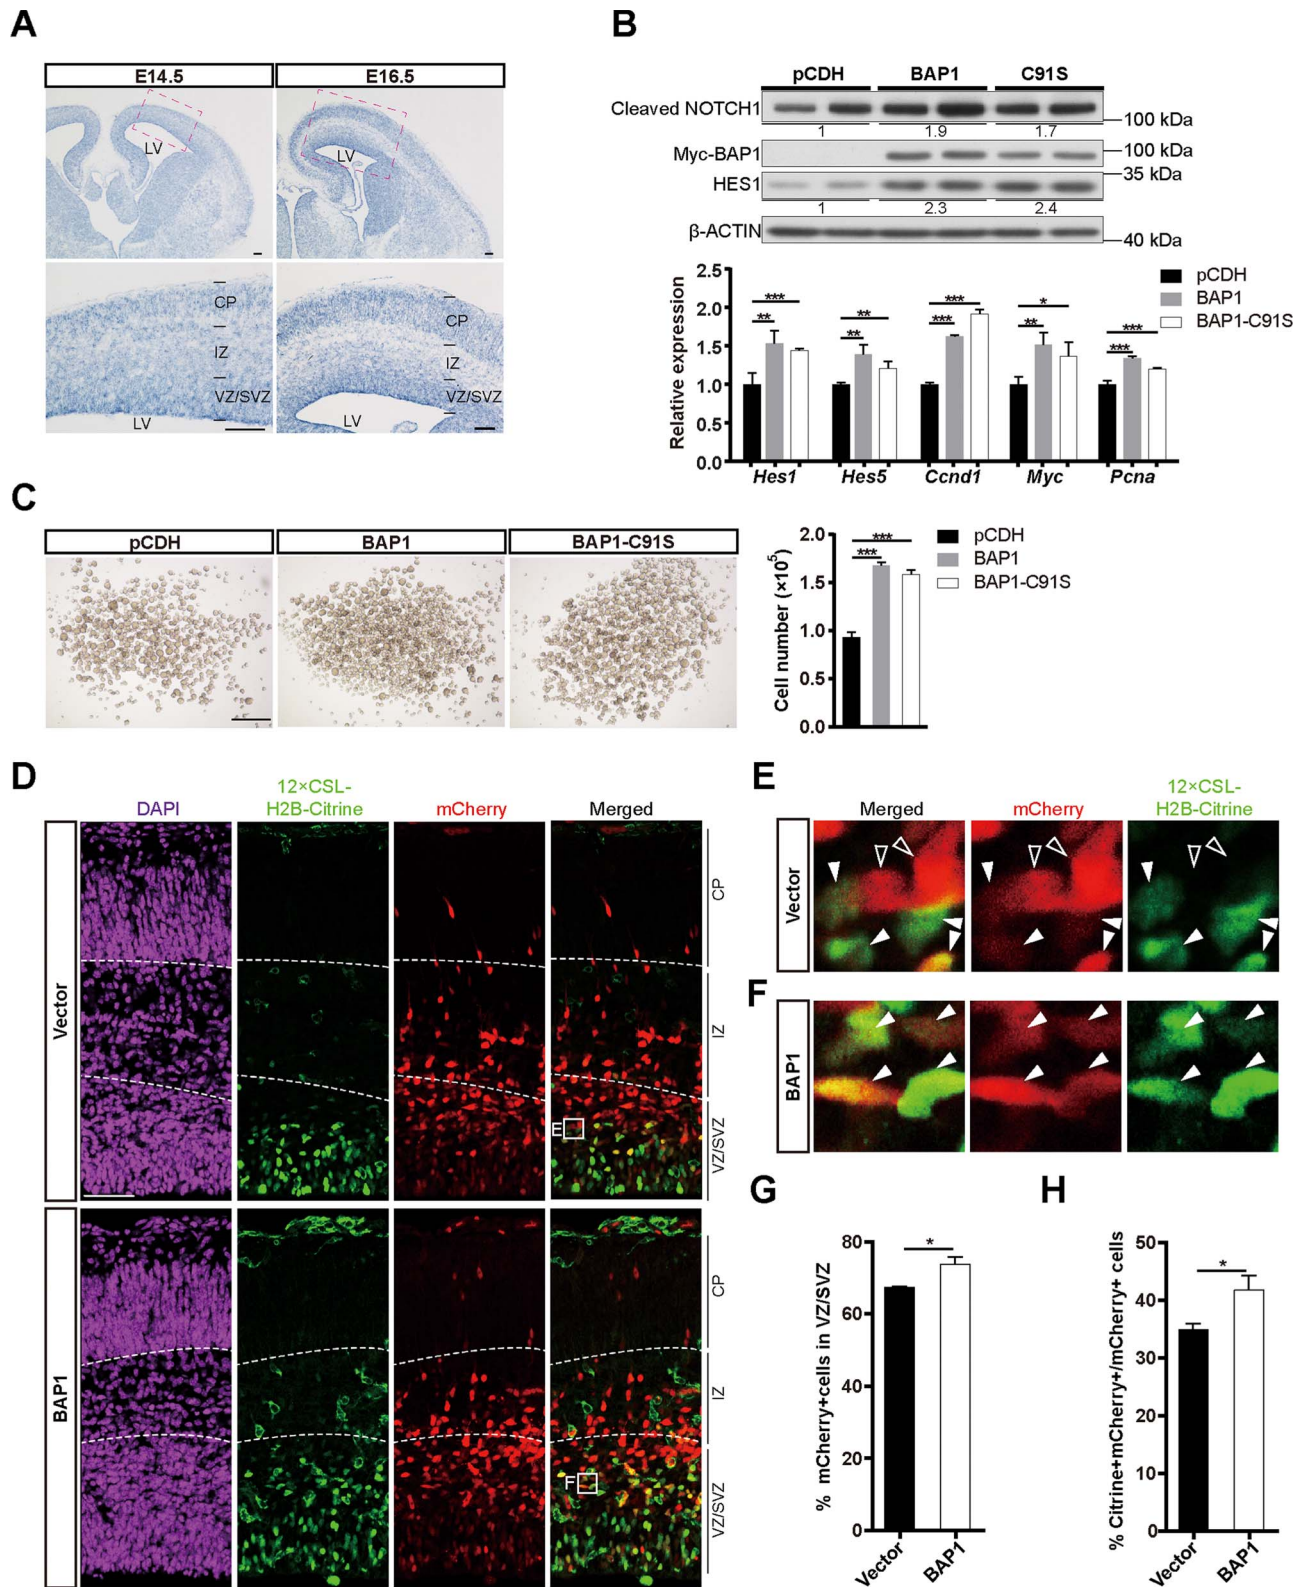 A
E14.5
E16.5
LV
LV
CP
IZ
VZ/SVZ
LV
CP
IZ
VZ/SVZ
LV
B
pCDH BAP1 C91S
Cleaved NOTCH1
100 kDa
1 1.9 1.7
Myc-BAP1
100 kDa
35 kDa
HES1
1 2.3 2.4
β-ACTIN
40 kDa
Relative expression
2.5
2.0
1.5
1.0
0.5
0.0
*** ** ** ** *** *** * ** *** ***
pCDH
BAP1
BAP1-C91S
Hes1 Hes5 Ccnd1 Myc Pcna
C
pCDH BAP1 BAP1-C91S
Cell number (×10⁵)
2.0
1.5
1.0
0.5
0.0
***
***
pCDH
BAP1
BAP1-C91S
D
DAPI
12×CSL-
H2B-Citrine
mCherry
Merged
Vector
CP
IZ
VZ/SVZ
E
BAP1
CP
IZ
VZ/SVZ
F
E
Merged
mCherry
12×CSL-
H2B-Citrine
Vector
F
BAP1
G
% mCherry+cells in VZ/SVZ
80
60
40
20
0
*
Vector
BAP1
H
% Citrine+mCherry+/mCherry+ cells
50
40
30
20
10
0
*
Vector
BAP1